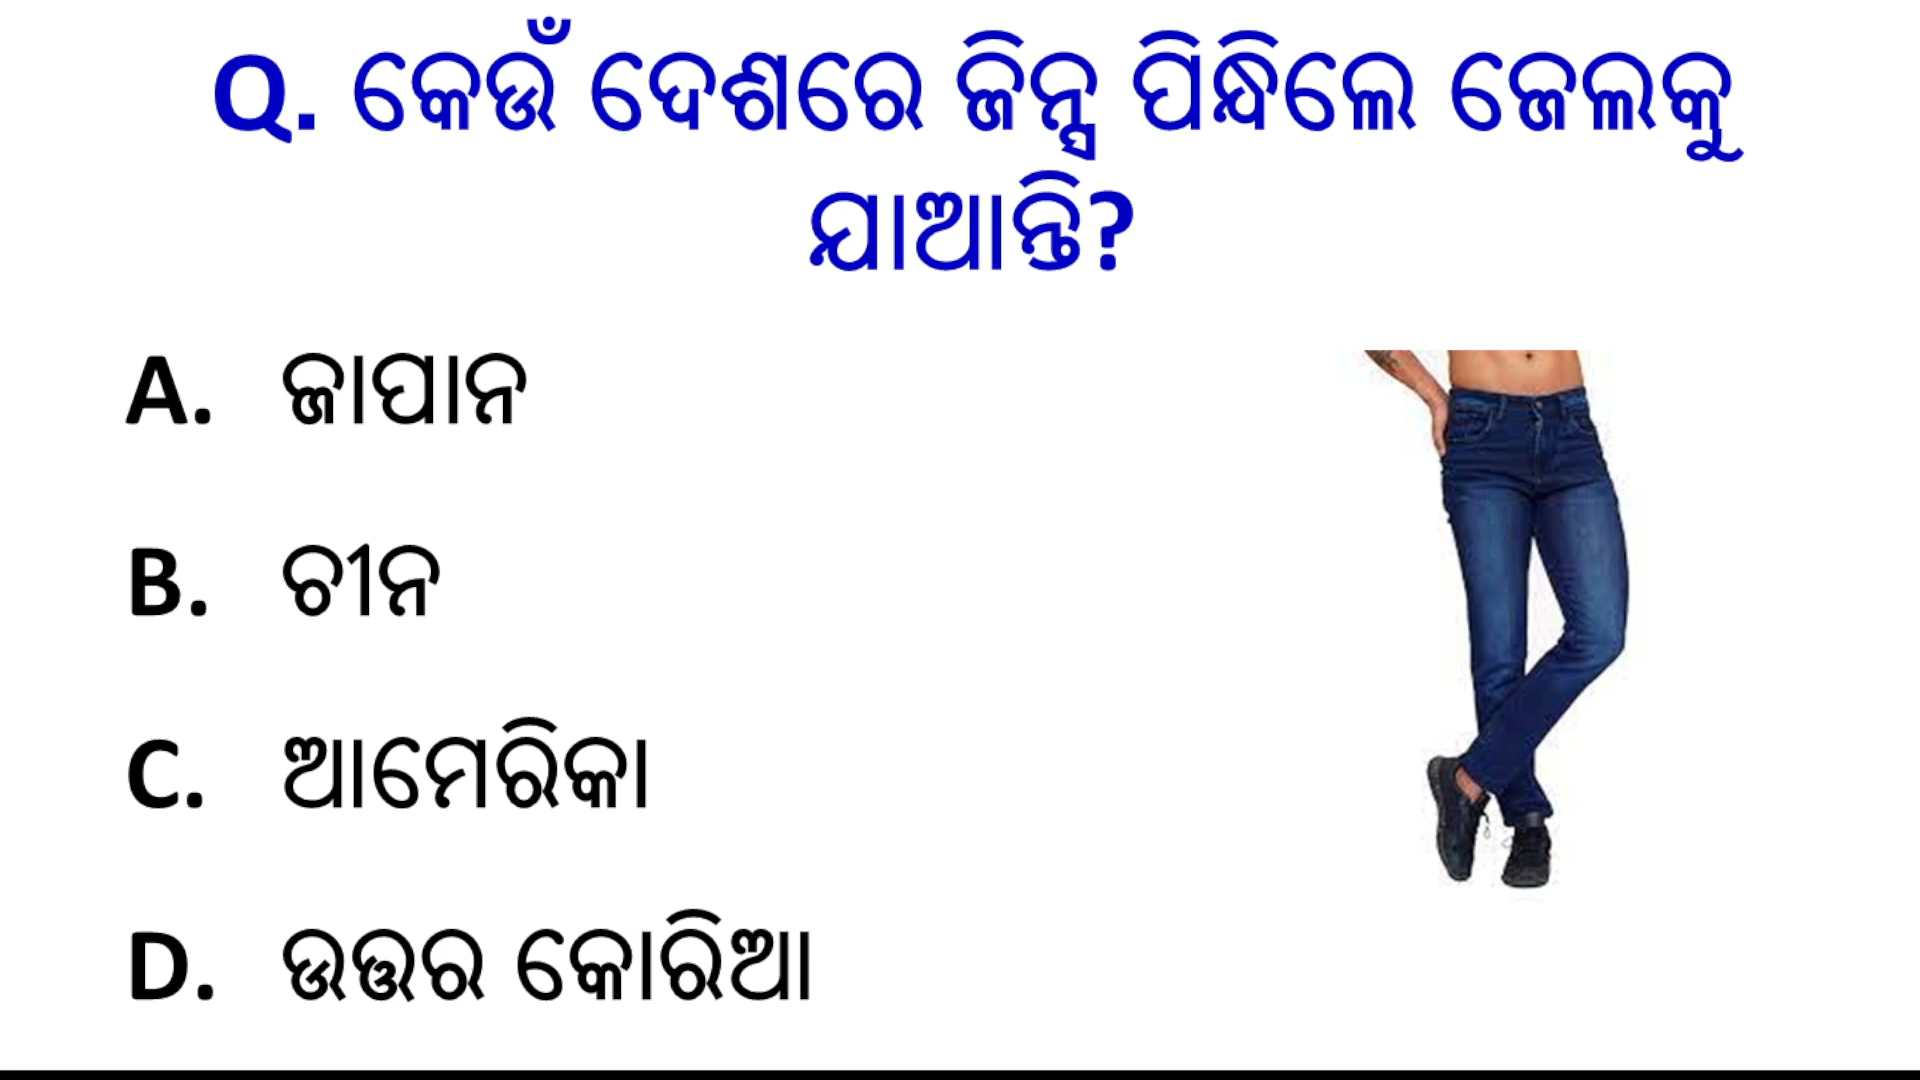 Q. କେଉଁ ଦେଶରେ ଜିନ୍ସ ପିନ୍ଧିଲେ ଜେଲକୁ
ଯାଆନ୍ତି?
A. ଜାପାନ
B. ଚୀନ
C. ଆମେରିକା
D. ଉତ୍ତର କୋରିଆ